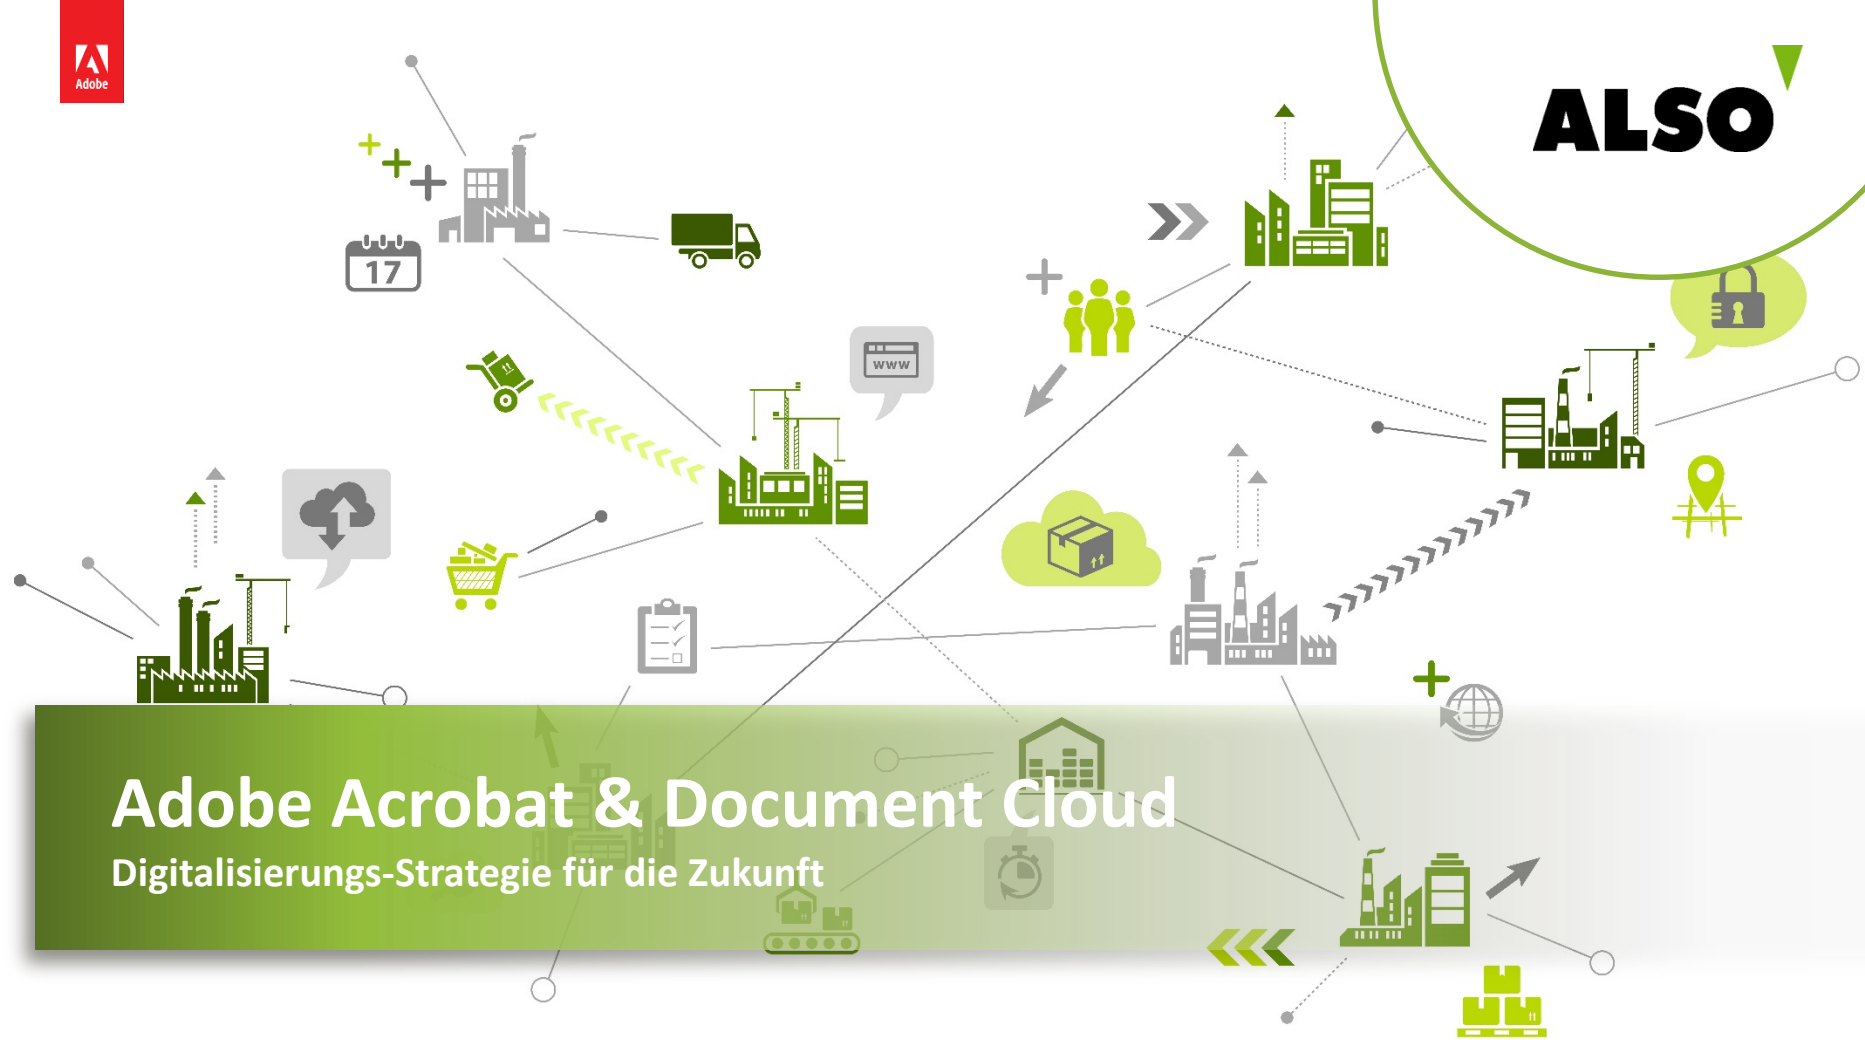 Adobe
ALSO
17
www
Adobe Acrobat & Document Cloud
Digitalisierungs-Strategie für die Zukunft